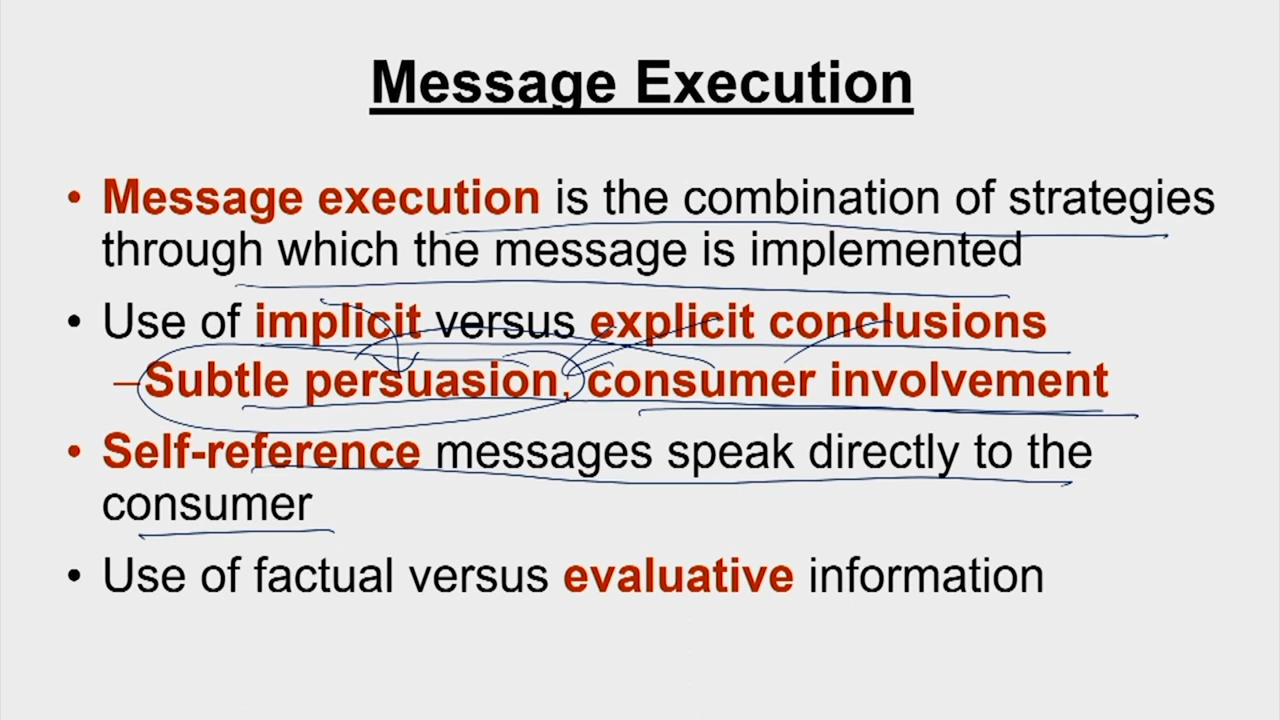 Message Execution
• Message execution is the combination of strategies
through which the message is implemented
• Use of implicit versus explicit conclusions
–Subtle persuasion, consumer involvement
• Self-reference messages speak directly to the
consumer
• Use of factual versus evaluative information